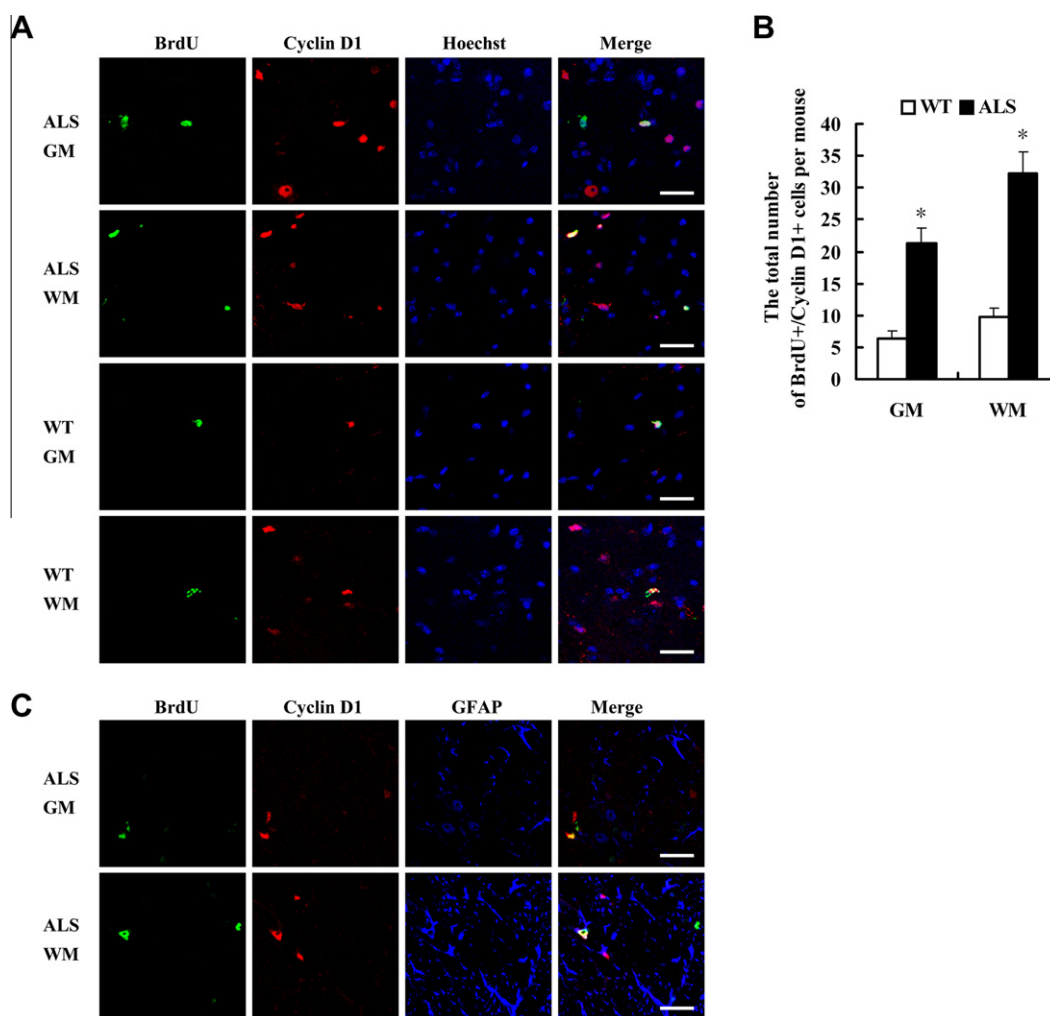 A
BrdU Cyclin D1 Hoechst Merge
ALS
GM
ALS
WM
WT
GM
WT
WM
B
WT ALS
The total number
of BrdU+/Cyclin D1+ cells per mouse
40
35
30
25
20
15
10
5
0
*
*
GM WM
C
BrdU Cyclin D1 GFAP Merge
ALS
GM
ALS
WM